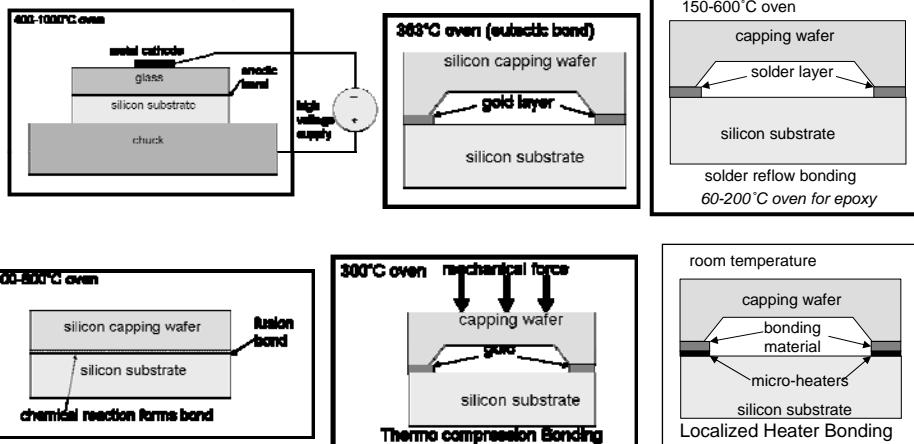 400-1000°C oven
metal cathode
glass
anodic
bond
silicon substrate
high
voltage
supply
−
+
chuck
363°C oven (eutectic bond)
silicon capping wafer
gold layer
silicon substrate
150-600˚C oven
capping wafer
solder layer
silicon substrate
solder reflow bonding
60-200˚C oven for epoxy
oven
silicon capping wafer
fusion
bond
silicon substrate
chemical reaction forms bond
300°C oven
mechanical force
capping wafer
gold
silicon substrate
Thermo compression Bonding
room temperature
capping wafer
bonding
material
micro-heaters
silicon substrate
Localized Heater Bonding